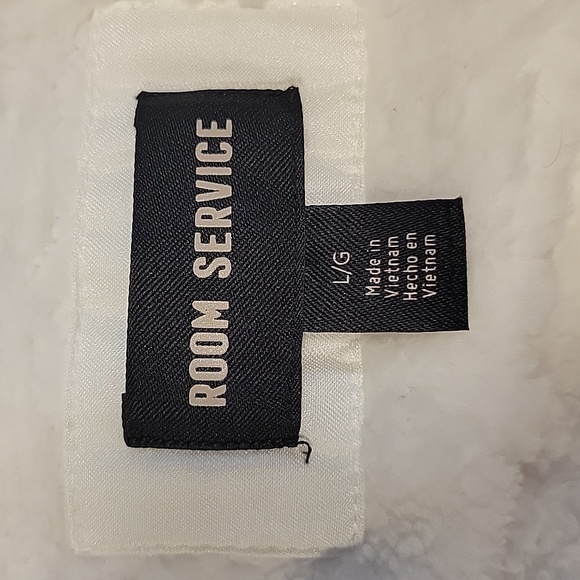 ROOM SERVICE
L/G
Made in
Vietnam
Hecho en
Vietnam